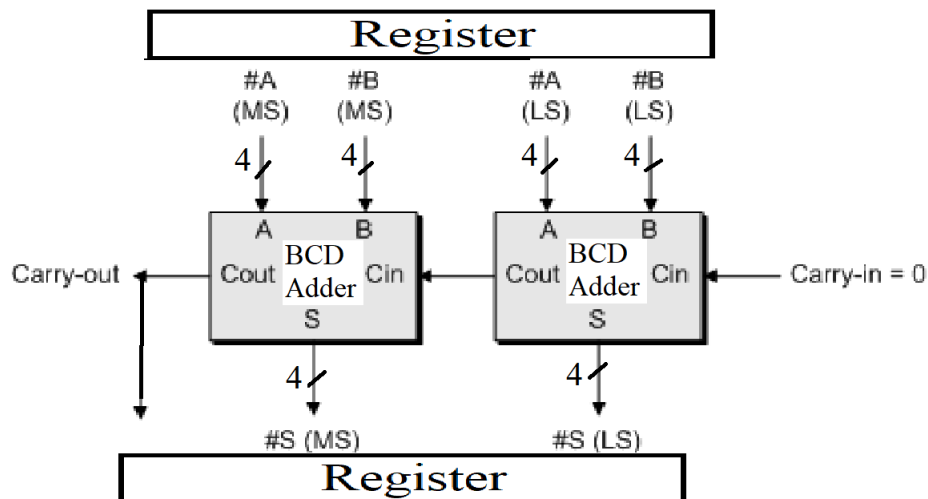 Register
#A #B #A #B
(MS) (MS) (LS) (LS)
4 4 4 4
A B A B
Carry-out Cout BCD Adder Cin Cout BCD Adder Cin Carry-in = 0
S S
4 4
#S (MS) #S (LS)
Register